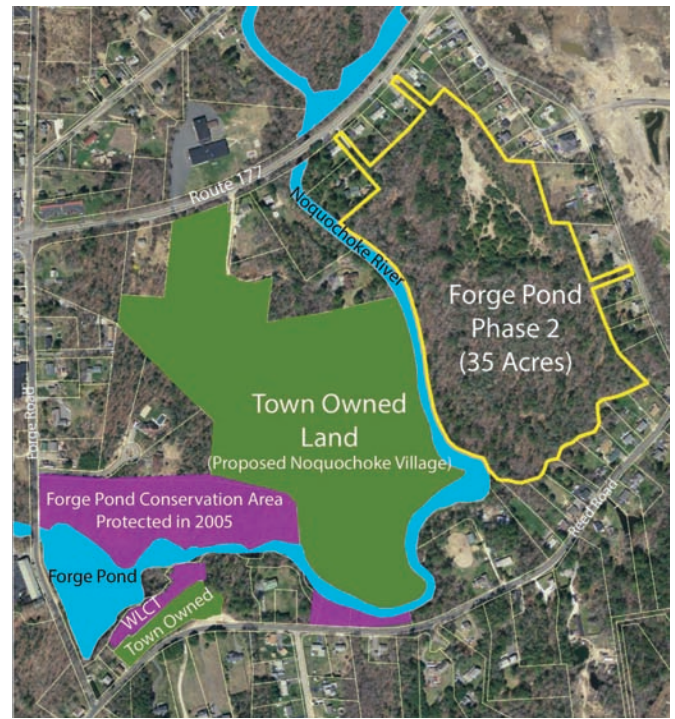 Route 177
Noquochoke River
Forge Pond
Phase 2
(35 Acres)
Town Owned
Land
(Proposed Noquochoke Village)
Forge Road
Forge Pond Conservation Area
Protected in 2005
Reed Road
Forge Pond
WLCT
Town Owned